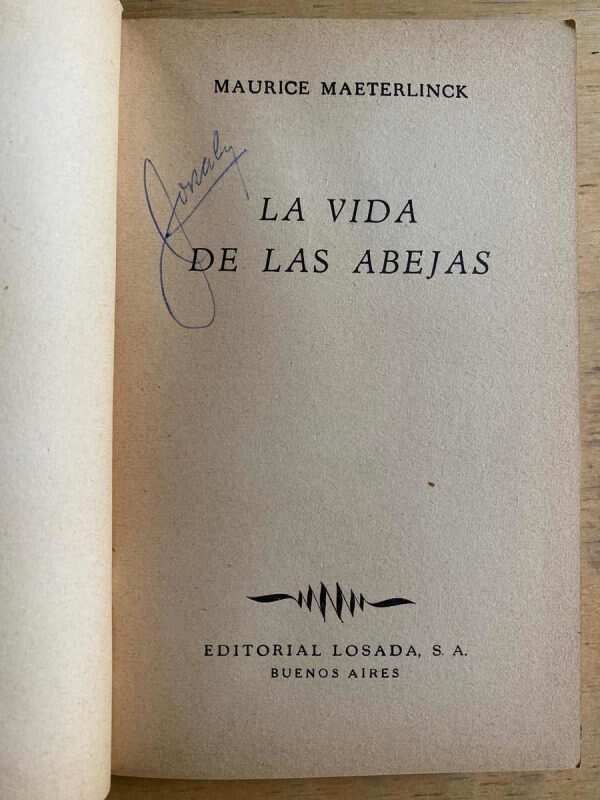 MAURICE MAETERLINCK
LA VIDA
DE LAS ABEJAS
EDITORIAL LOSADA, S. A.
BUENOS AIRES